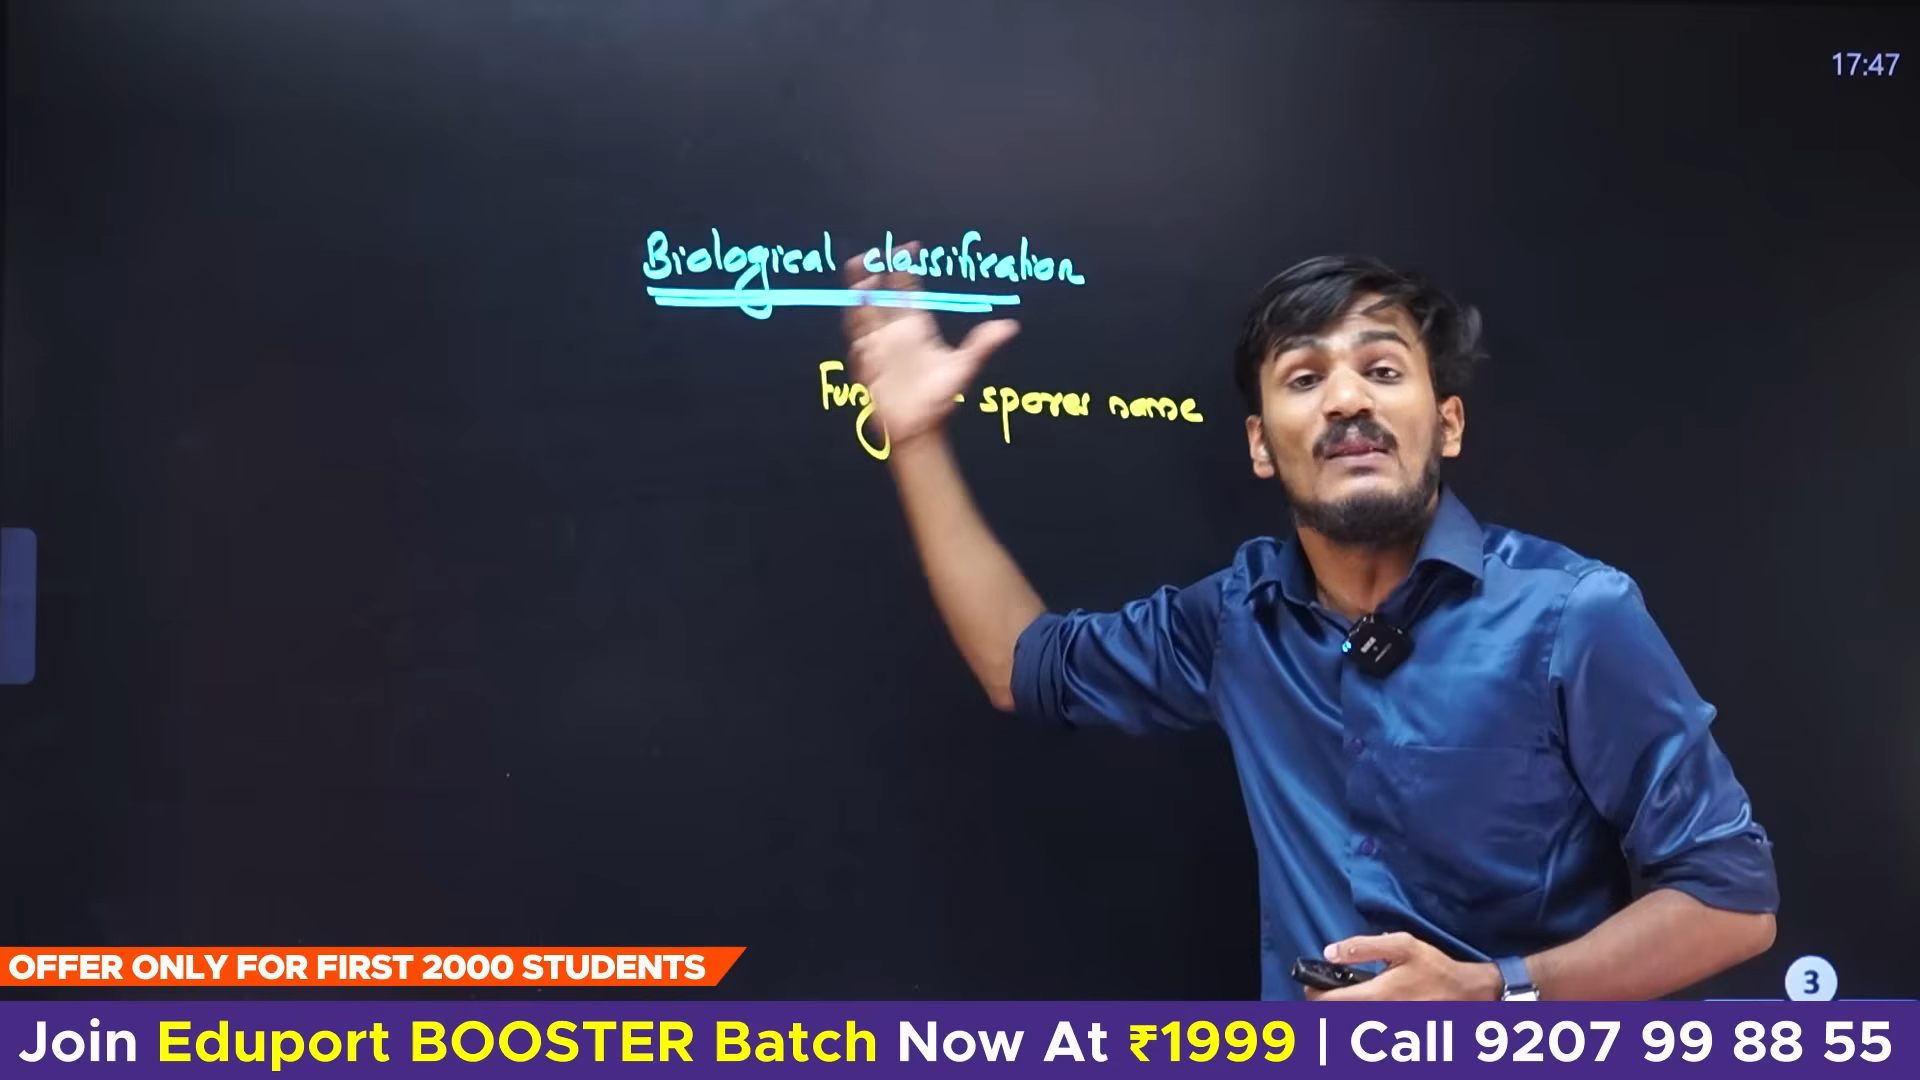 17:47
Biological classification
spores name
OFFER ONLY FOR FIRST 2000 STUDENTS
3
Join Eduport BOOSTER Batch Now At ₹1999 | Call 9207 99 88 55